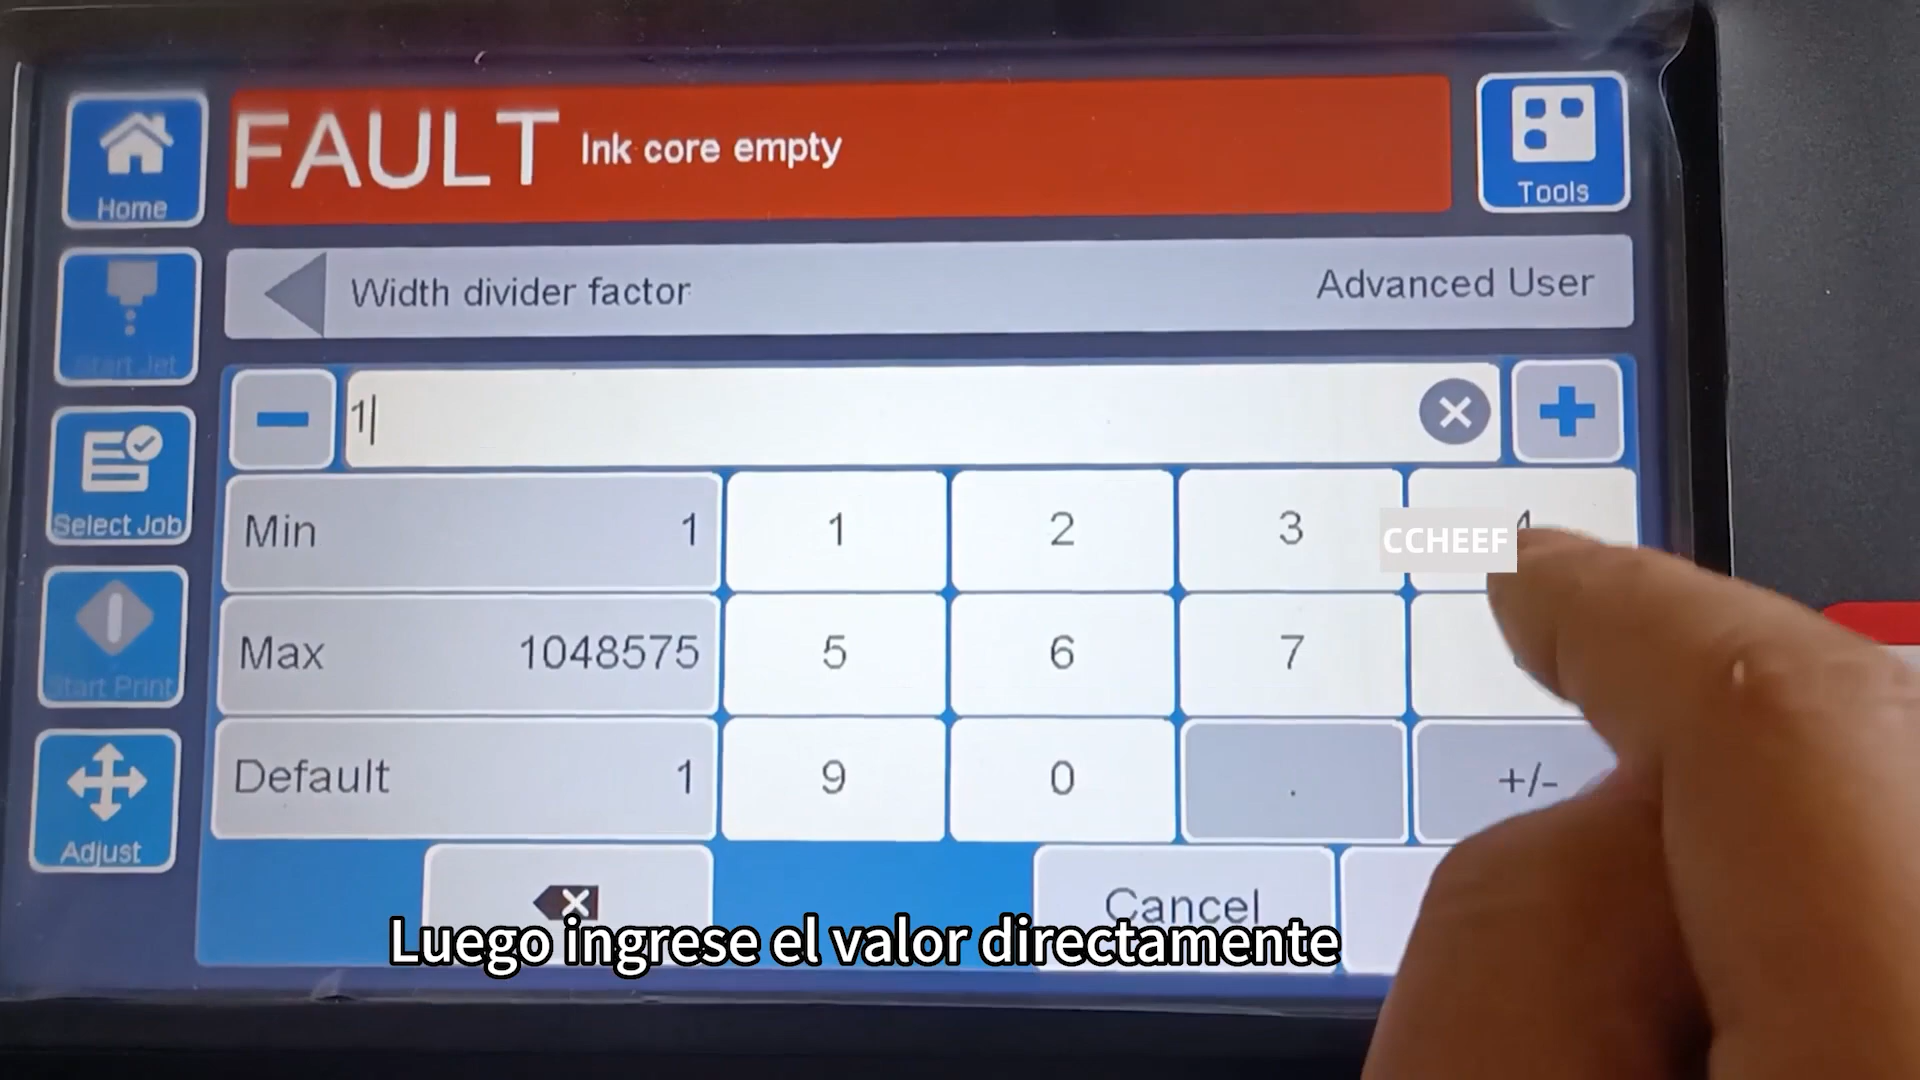 Home
FAULT Ink core empty
Tools
Width divider factor
Advanced User
Start Jet
1
Select Job
Min 1
1 2 3 4
CCHEEF
Start Print
Max 1048575
5 6 7
Adjust
Default 1
9 0 . +/-
Cancel
Luego ingrese el valor directamente